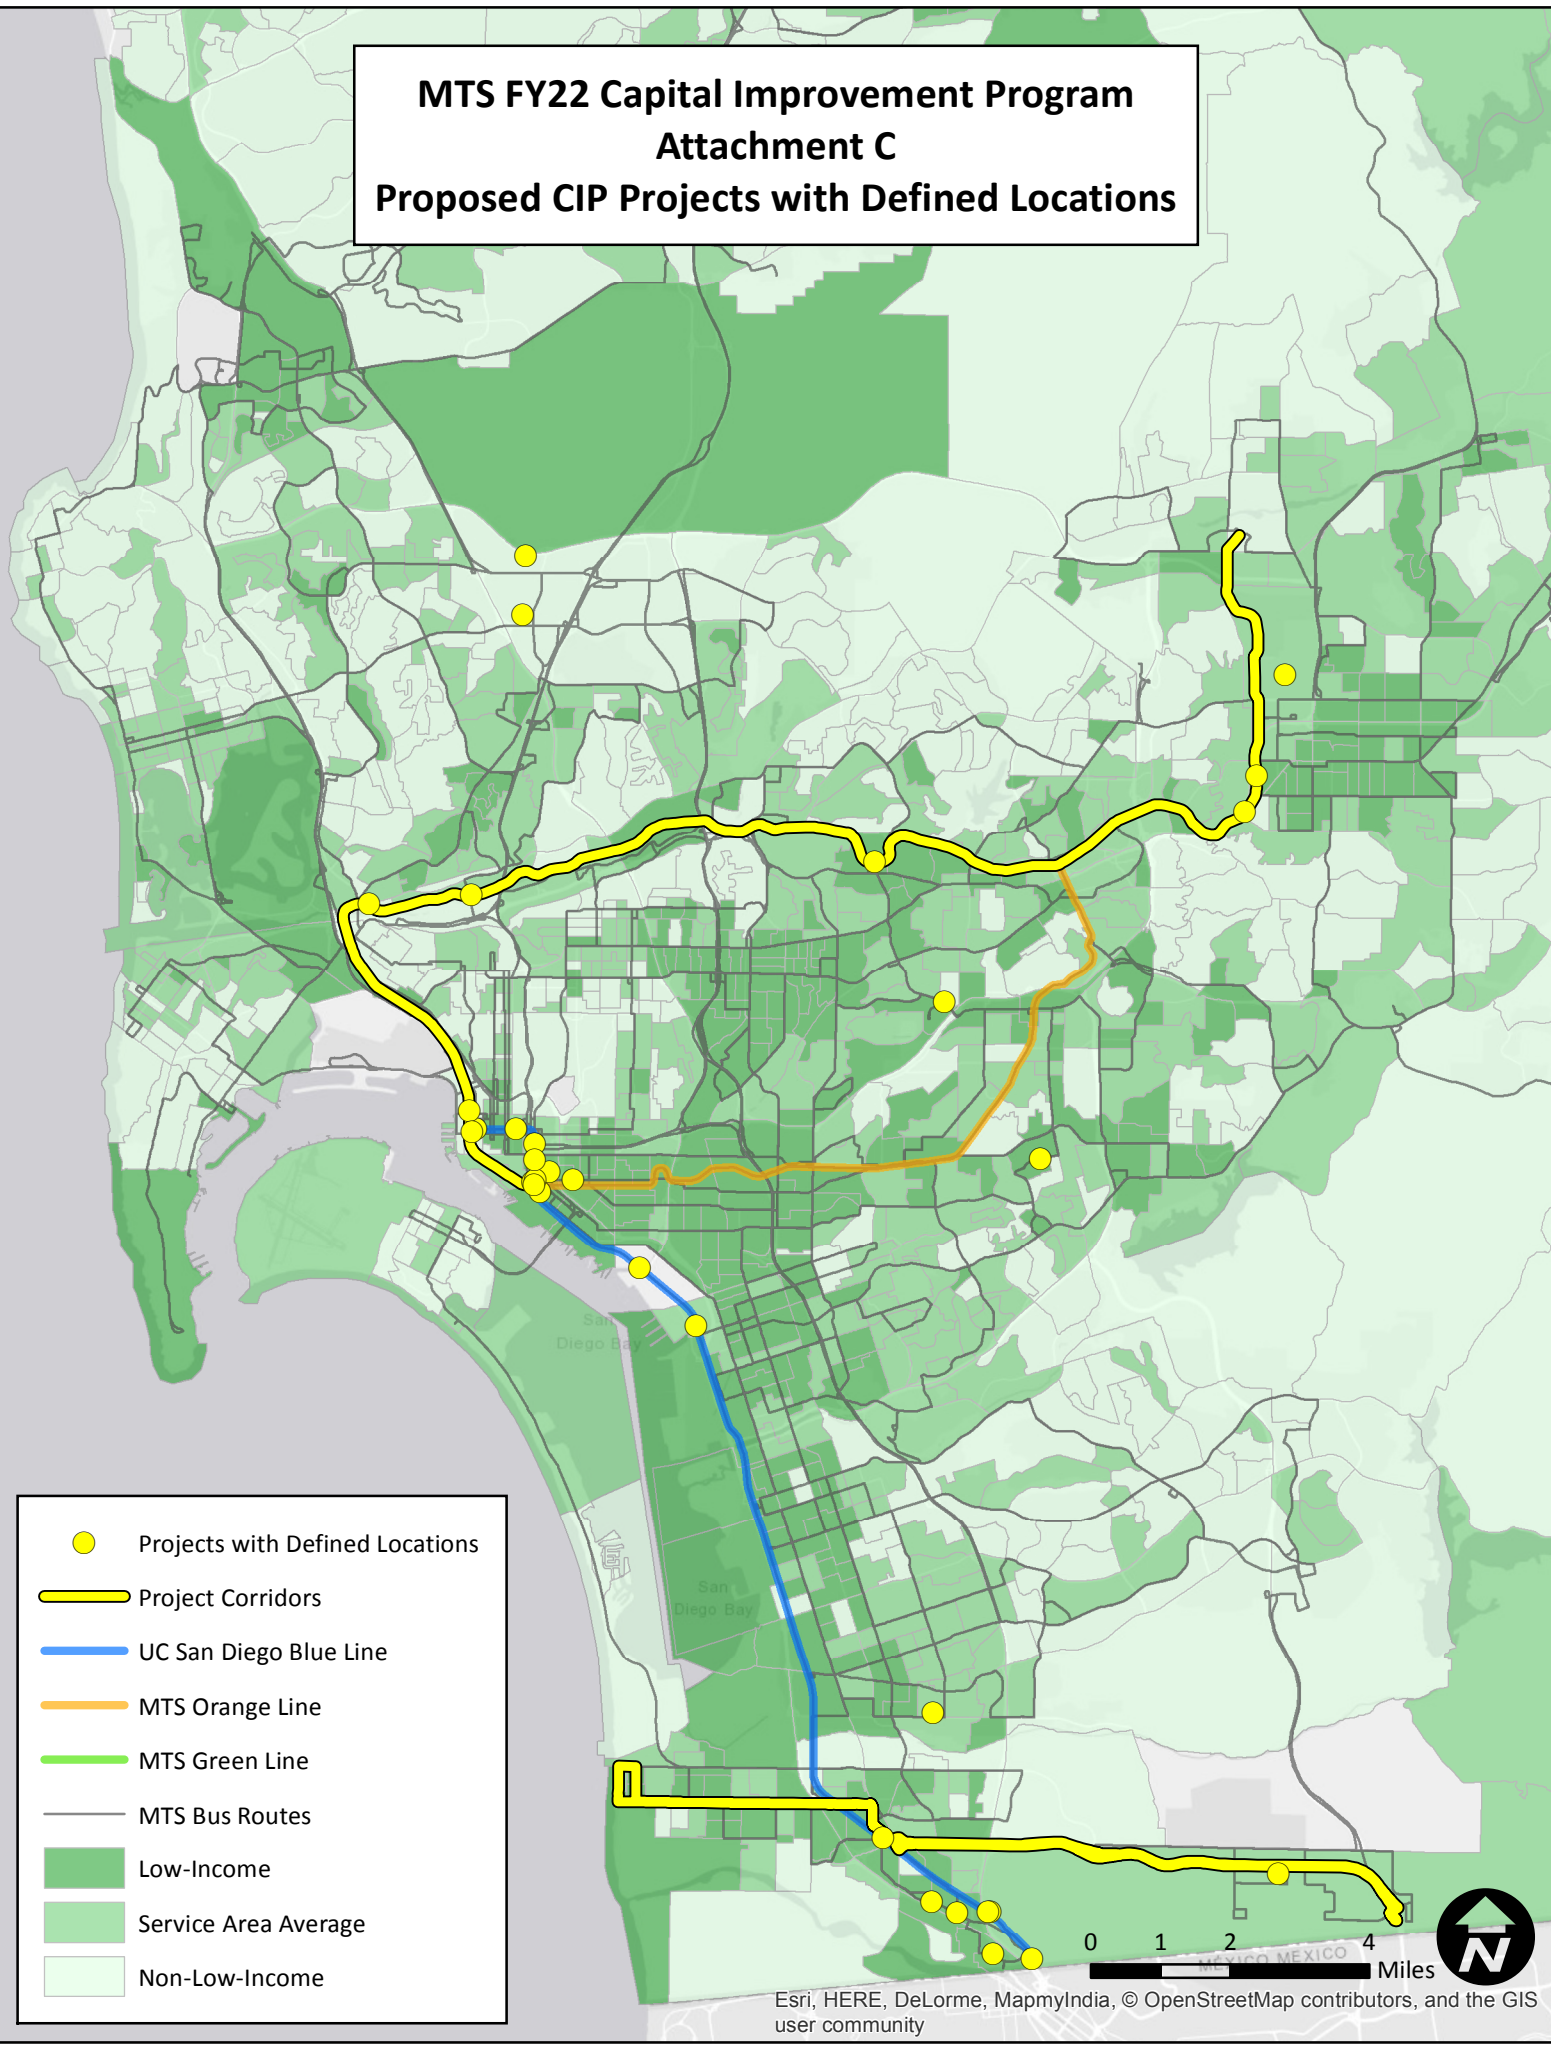 MTS FY22 Capital Improvement Program
Attachment C
Proposed CIP Projects with Defined Locations
San
Diego Bay
San
Diego Bay
Projects with Defined Locations
Project Corridors
UC San Diego Blue Line
MTS Orange Line
MTS Green Line
MTS Bus Routes
Low-Income
Service Area Average
Non-Low-Income
0 1 2 4
Miles
MÉXICO MEXICO
N
Esri, HERE, DeLorme, MapmyIndia, © OpenStreetMap contributors, and the GIS
user community